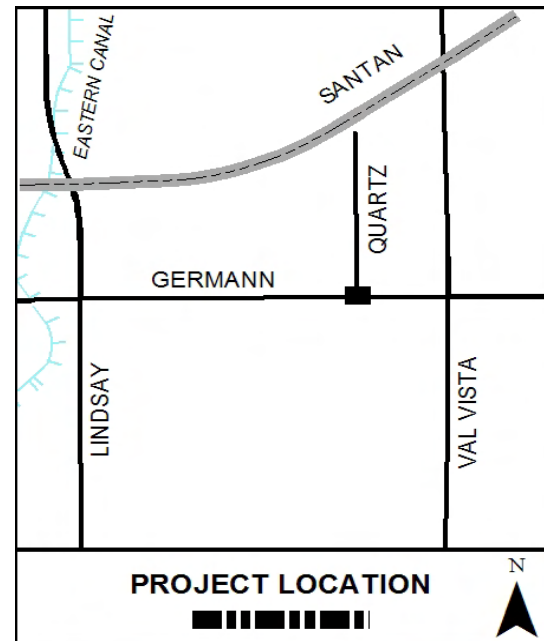 EASTERN CANAL
SANTAN
QUARTZ
GERMANN
LINDSAY
VAL VISTA
PROJECT LOCATION
N